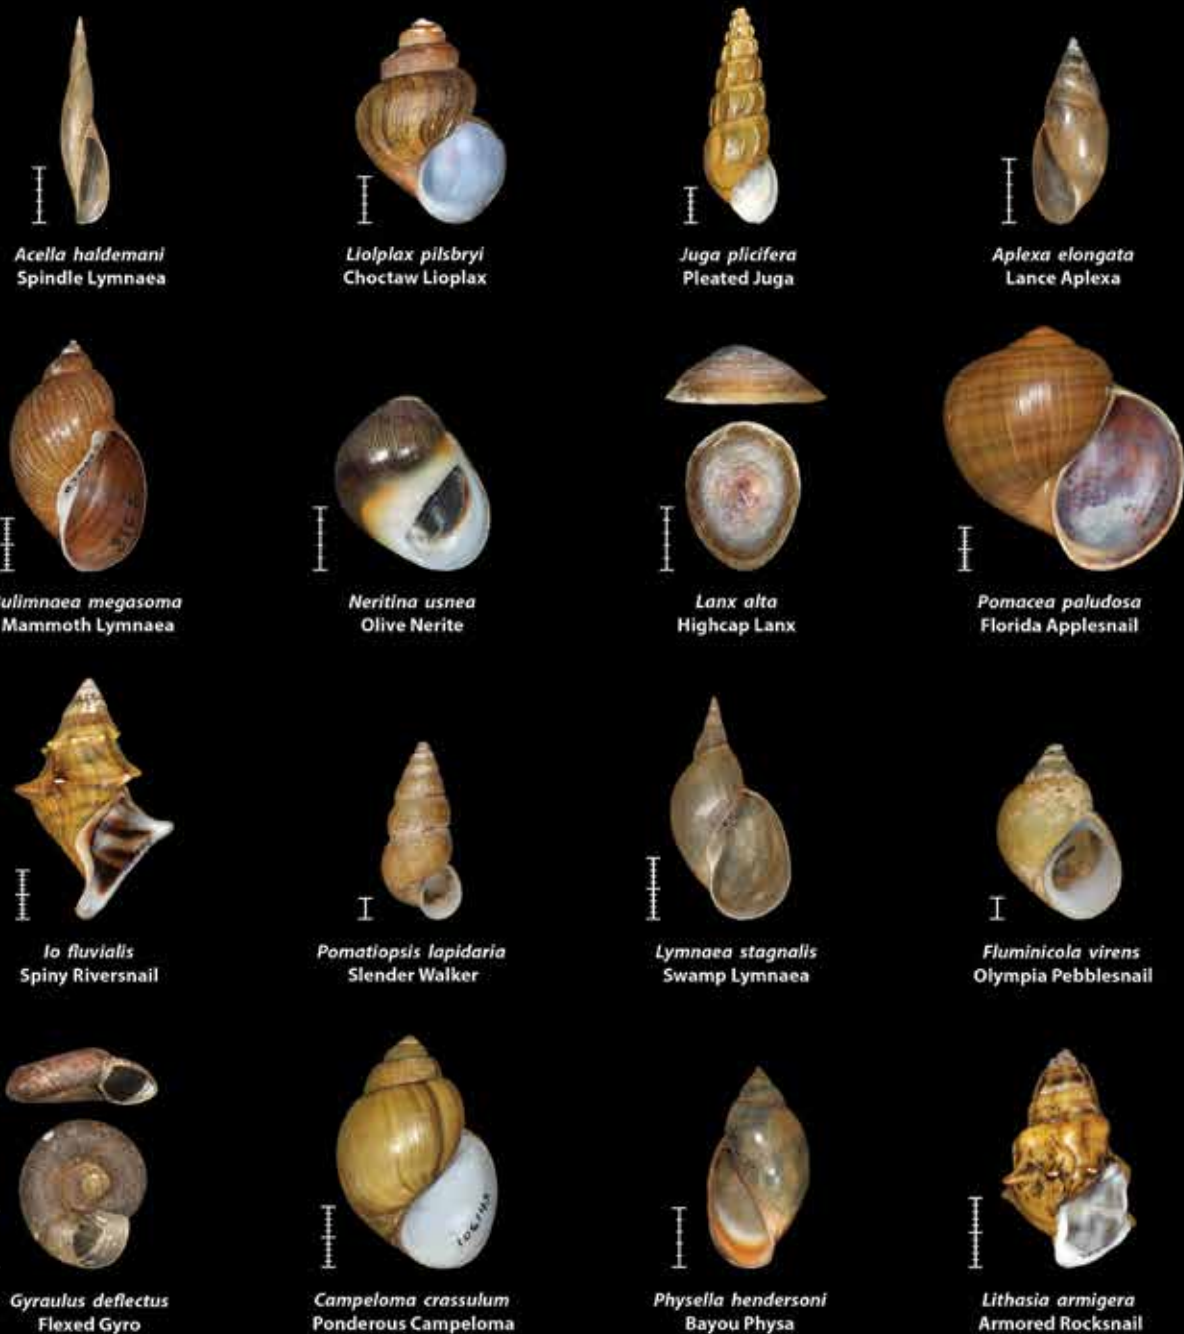 Acella haldemani
Spindle Lymnaea
Liolplax pilsbryi
Choctaw Lioplax
Juga plicifera
Pleated Juga
Aplexa elongata
Lance Aplexa
ulimnaea megasoma
Mammoth Lymnaea
Neritina usnea
Olive Nerite
Lanx alta
Highcap Lanx
Pomacea paludosa
Florida Applesnail
Io fluvialis
Spiny Riversnail
Pomatiopsis lapidaria
Slender Walker
Lymnaea stagnalis
Swamp Lymnaea
Fluminicola virens
Olympia Pebblesnail
Gyraulus deflectus
Flexed Gyro
Campeloma crassulum
Ponderous Campeloma
Physella hendersoni
Bayou Physa
Lithasia armigera
Armored Rocksnail